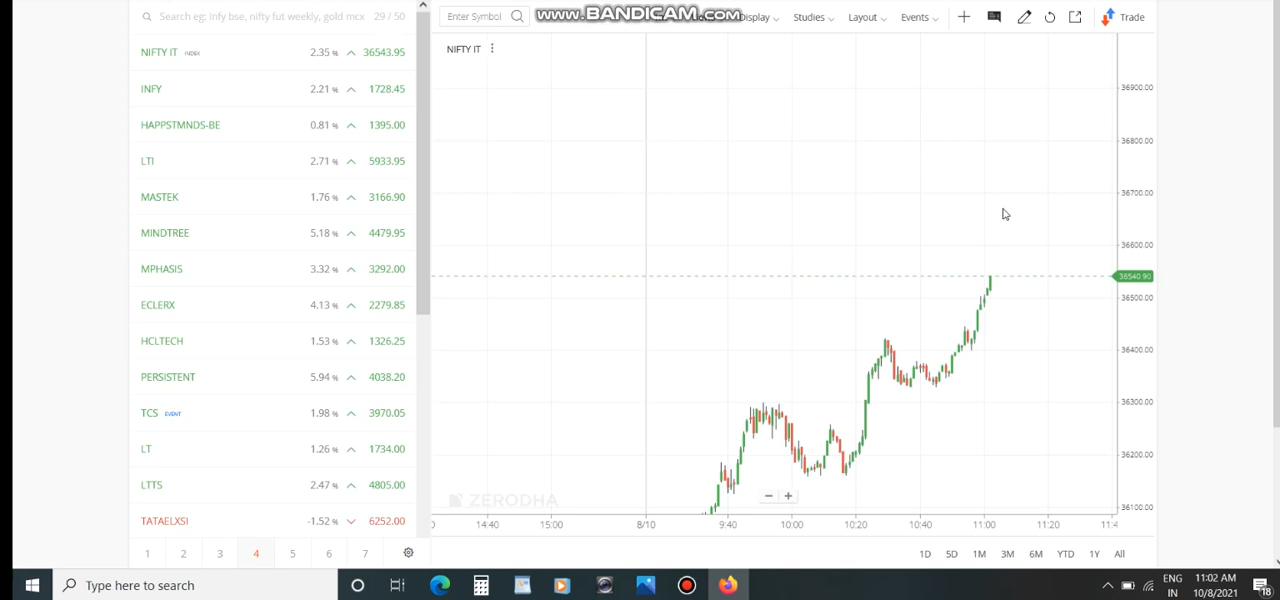 Search eg: Infy bse, nifty fut weekly, gold mcx 29 / 50
NIFTY IT INDEX 2.35 % 36543.95
INFY 2.21 % 1728.45
HAPPSTMNDS-BE 0.81 % 1395.00
LTI 2.71 % 5933.95
MASTEK 1.76 % 3166.90
MINDTREE 5.18 % 4479.95
MPHASIS 3.32 % 3292.00
ECLERX 4.13 % 2279.85
HCLTECH 1.53 % 1326.25
PERSISTENT 5.94 % 4038.20
TCS EVENT 1.98 % 3970.05
LT 1.26 % 1734.00
LTTS 2.47 % 4805.00
TATAELXSI -1.52 % 6252.00
1 2 3 4 5 6 7
Enter Symbol
www.BANDICAM.com
Display Studies Layout Events Trade
NIFTY IT
36900.00
36800.00
36700.00
36600.00
36540.90
36500.00
36400.00
36300.00
36200.00
36100.00
ZERODHA
14:40 15:00 8/10 9:40 10:00 10:20 10:40 11:00 11:20 11:4
1D 5D 1M 3M 6M YTD 1Y All
Type here to search
ENG
IN
11:02 AM
10/8/2021
18